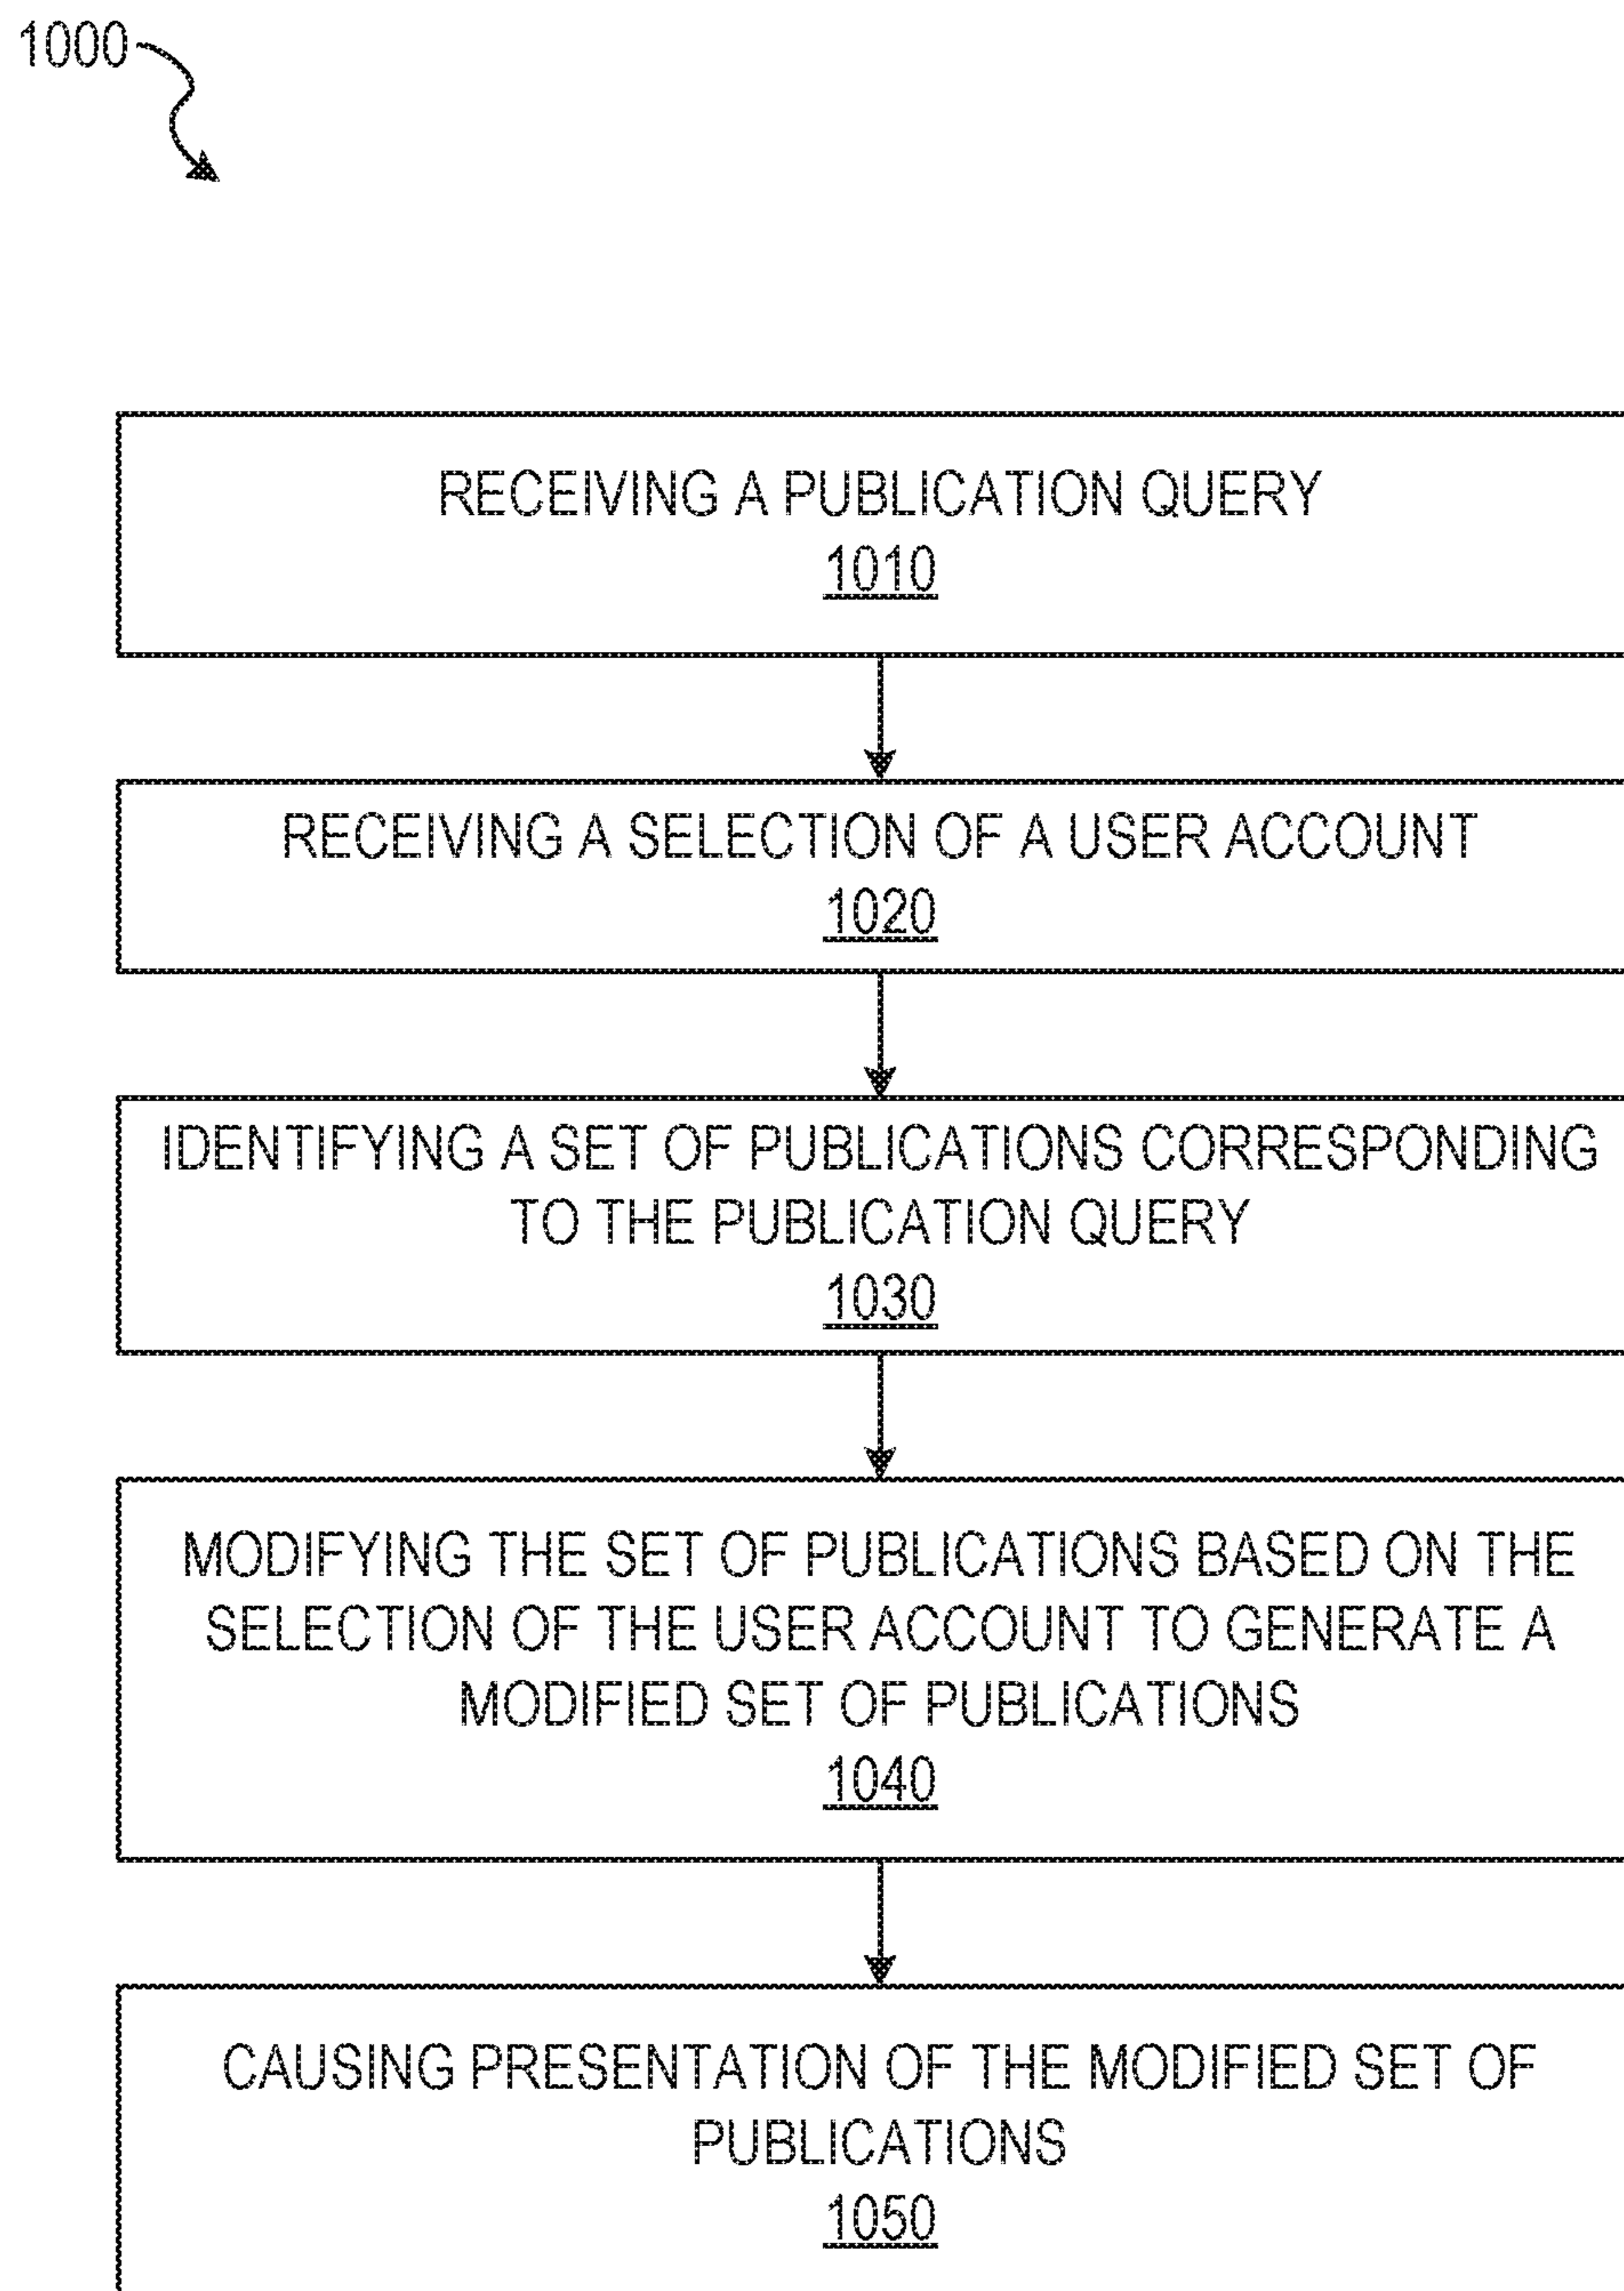 1000
RECEIVING A PUBLICATION QUERY
1010
RECEIVING A SELECTION OF A USER ACCOUNT
1020
IDENTIFYING A SET OF PUBLICATIONS CORRESPONDING
TO THE PUBLICATION QUERY
1030
MODIFYING THE SET OF PUBLICATIONS BASED ON THE
SELECTION OF THE USER ACCOUNT TO GENERATE A
MODIFIED SET OF PUBLICATIONS
1040
CAUSING PRESENTATION OF THE MODIFIED SET OF
PUBLICATIONS
1050